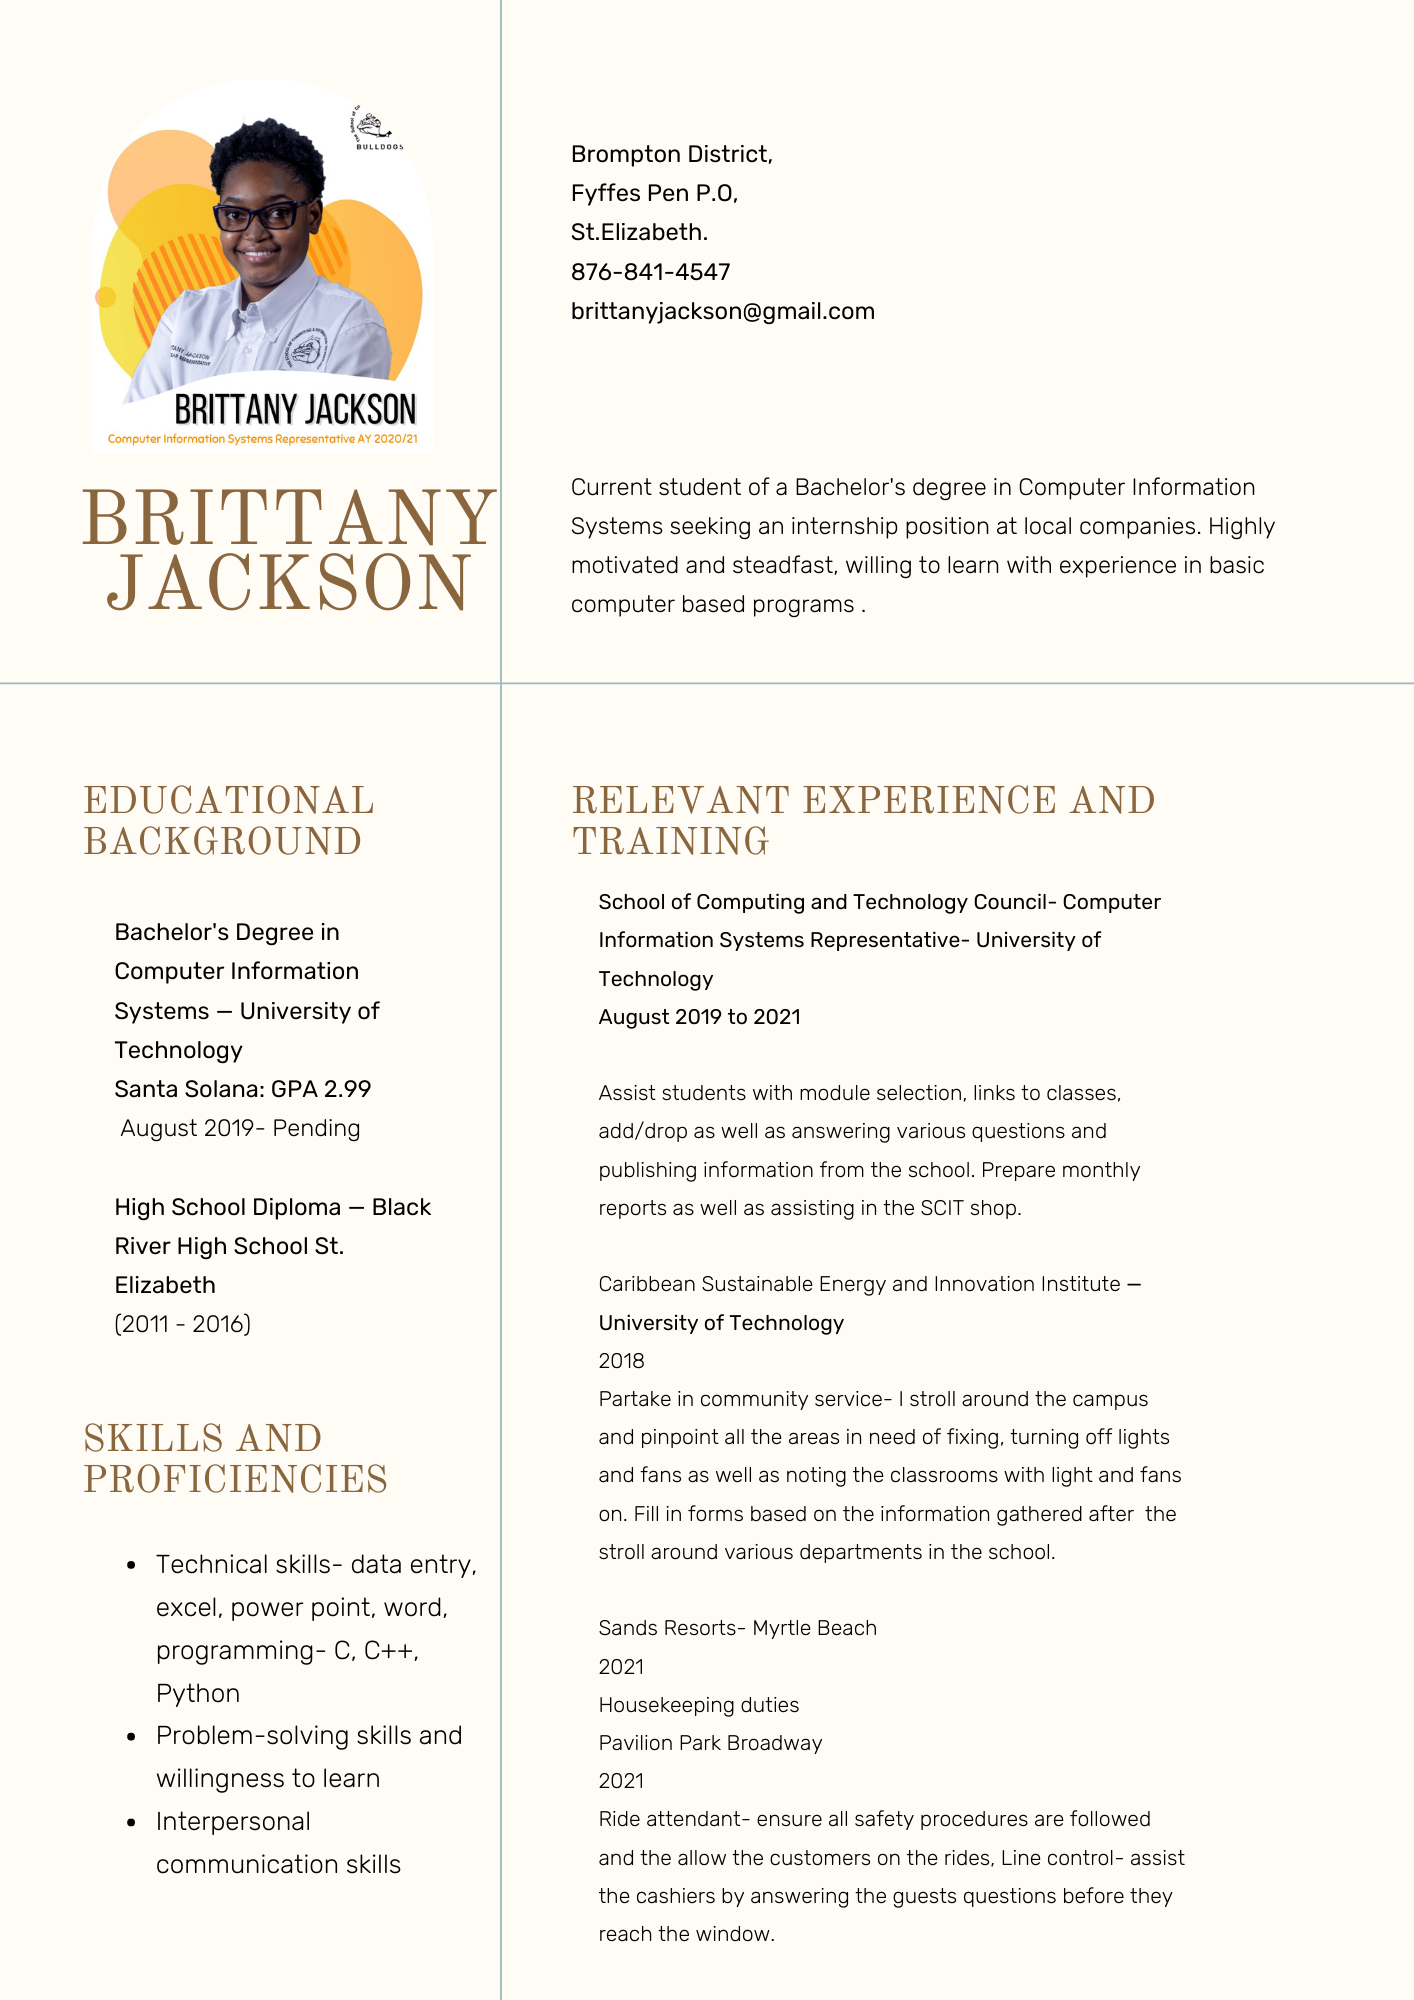 BULLDOGS
BRITTANY JACKSON
Computer Information Systems Representative AY 2020/21
BRITTANY
JACKSON
Brompton District,
Fyffes Pen P.O,
St.Elizabeth.
876-841-4547
brittanyjackson@gmail.com
Current student of a Bachelor's degree in Computer Information
Systems seeking an internship position at local companies. Highly
motivated and steadfast, willing to learn with experience in basic
computer based programs .
EDUCATIONAL
BACKGROUND
Bachelor's Degree in
Computer Information
Systems – University of
Technology
Santa Solana: GPA 2.99
August 2019- Pending
High School Diploma – Black
River High School St.
Elizabeth
(2011 - 2016)
SKILLS AND
PROFICIENCIES
• Technical skills- data entry,
excel, power point, word,
programming- C, C++,
Python
• Problem-solving skills and
willingness to learn
• Interpersonal
communication skills
RELEVANT EXPERIENCE AND
TRAINING
School of Computing and Technology Council- Computer
Information Systems Representative- University of
Technology
August 2019 to 2021
Assist students with module selection, links to classes,
add/drop as well as answering various questions and
publishing information from the school. Prepare monthly
reports as well as assisting in the SCIT shop.
Caribbean Sustainable Energy and Innovation Institute –
University of Technology
2018
Partake in community service- I stroll around the campus
and pinpoint all the areas in need of fixing, turning off lights
and fans as well as noting the classrooms with light and fans
on. Fill in forms based on the information gathered after the
stroll around various departments in the school.
Sands Resorts- Myrtle Beach
2021
Housekeeping duties
Pavilion Park Broadway
2021
Ride attendant- ensure all safety procedures are followed
and the allow the customers on the rides, Line control- assist
the cashiers by answering the guests questions before they
reach the window.